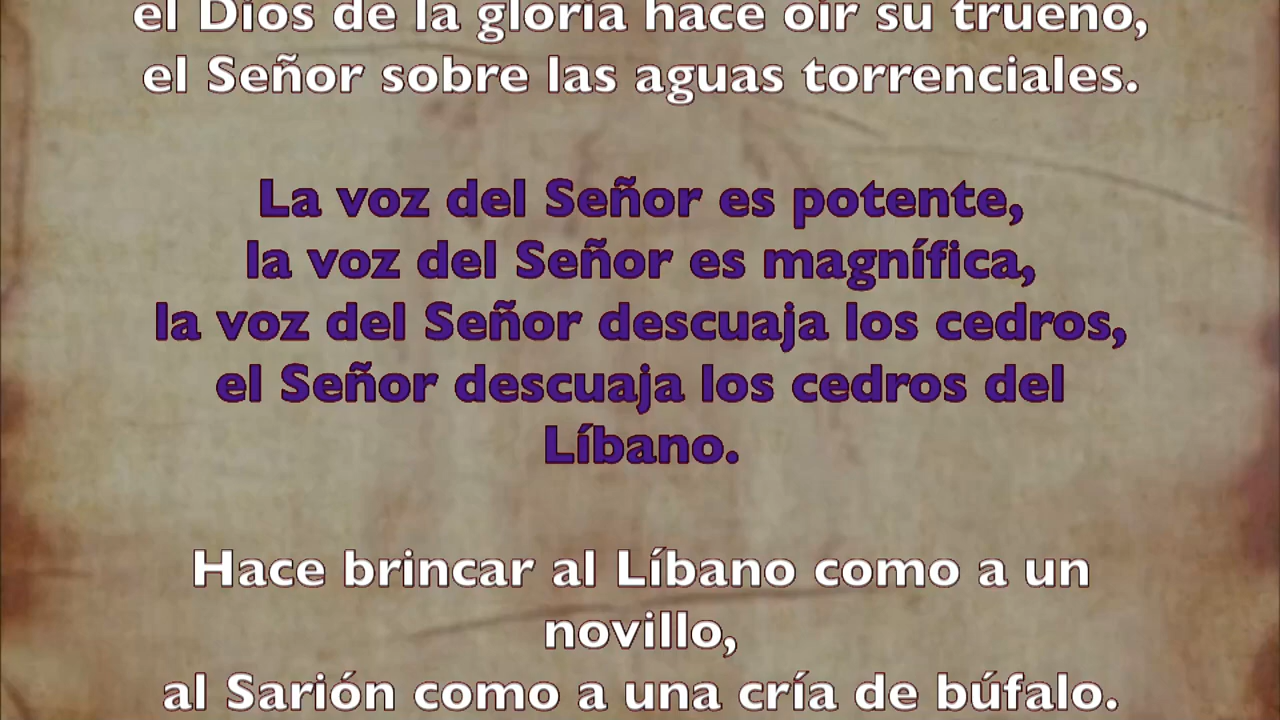 el Dios de la gloria hace oír su trueno,
el Señor sobre las aguas torrenciales.
La voz del Señor es potente,
la voz del Señor es magnífica,
la voz del Señor descuaja los cedros,
el Señor descuaja los cedros del
Líbano.
Hace brincar al Líbano como a un
novillo,
al Sarión como a una cría de búfalo.